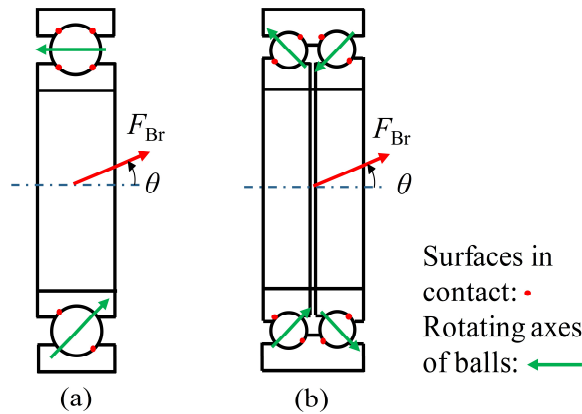 F_Br
θ
F_Br
θ
Surfaces in
contact:
Rotating axes
of balls:
(a)
(b)